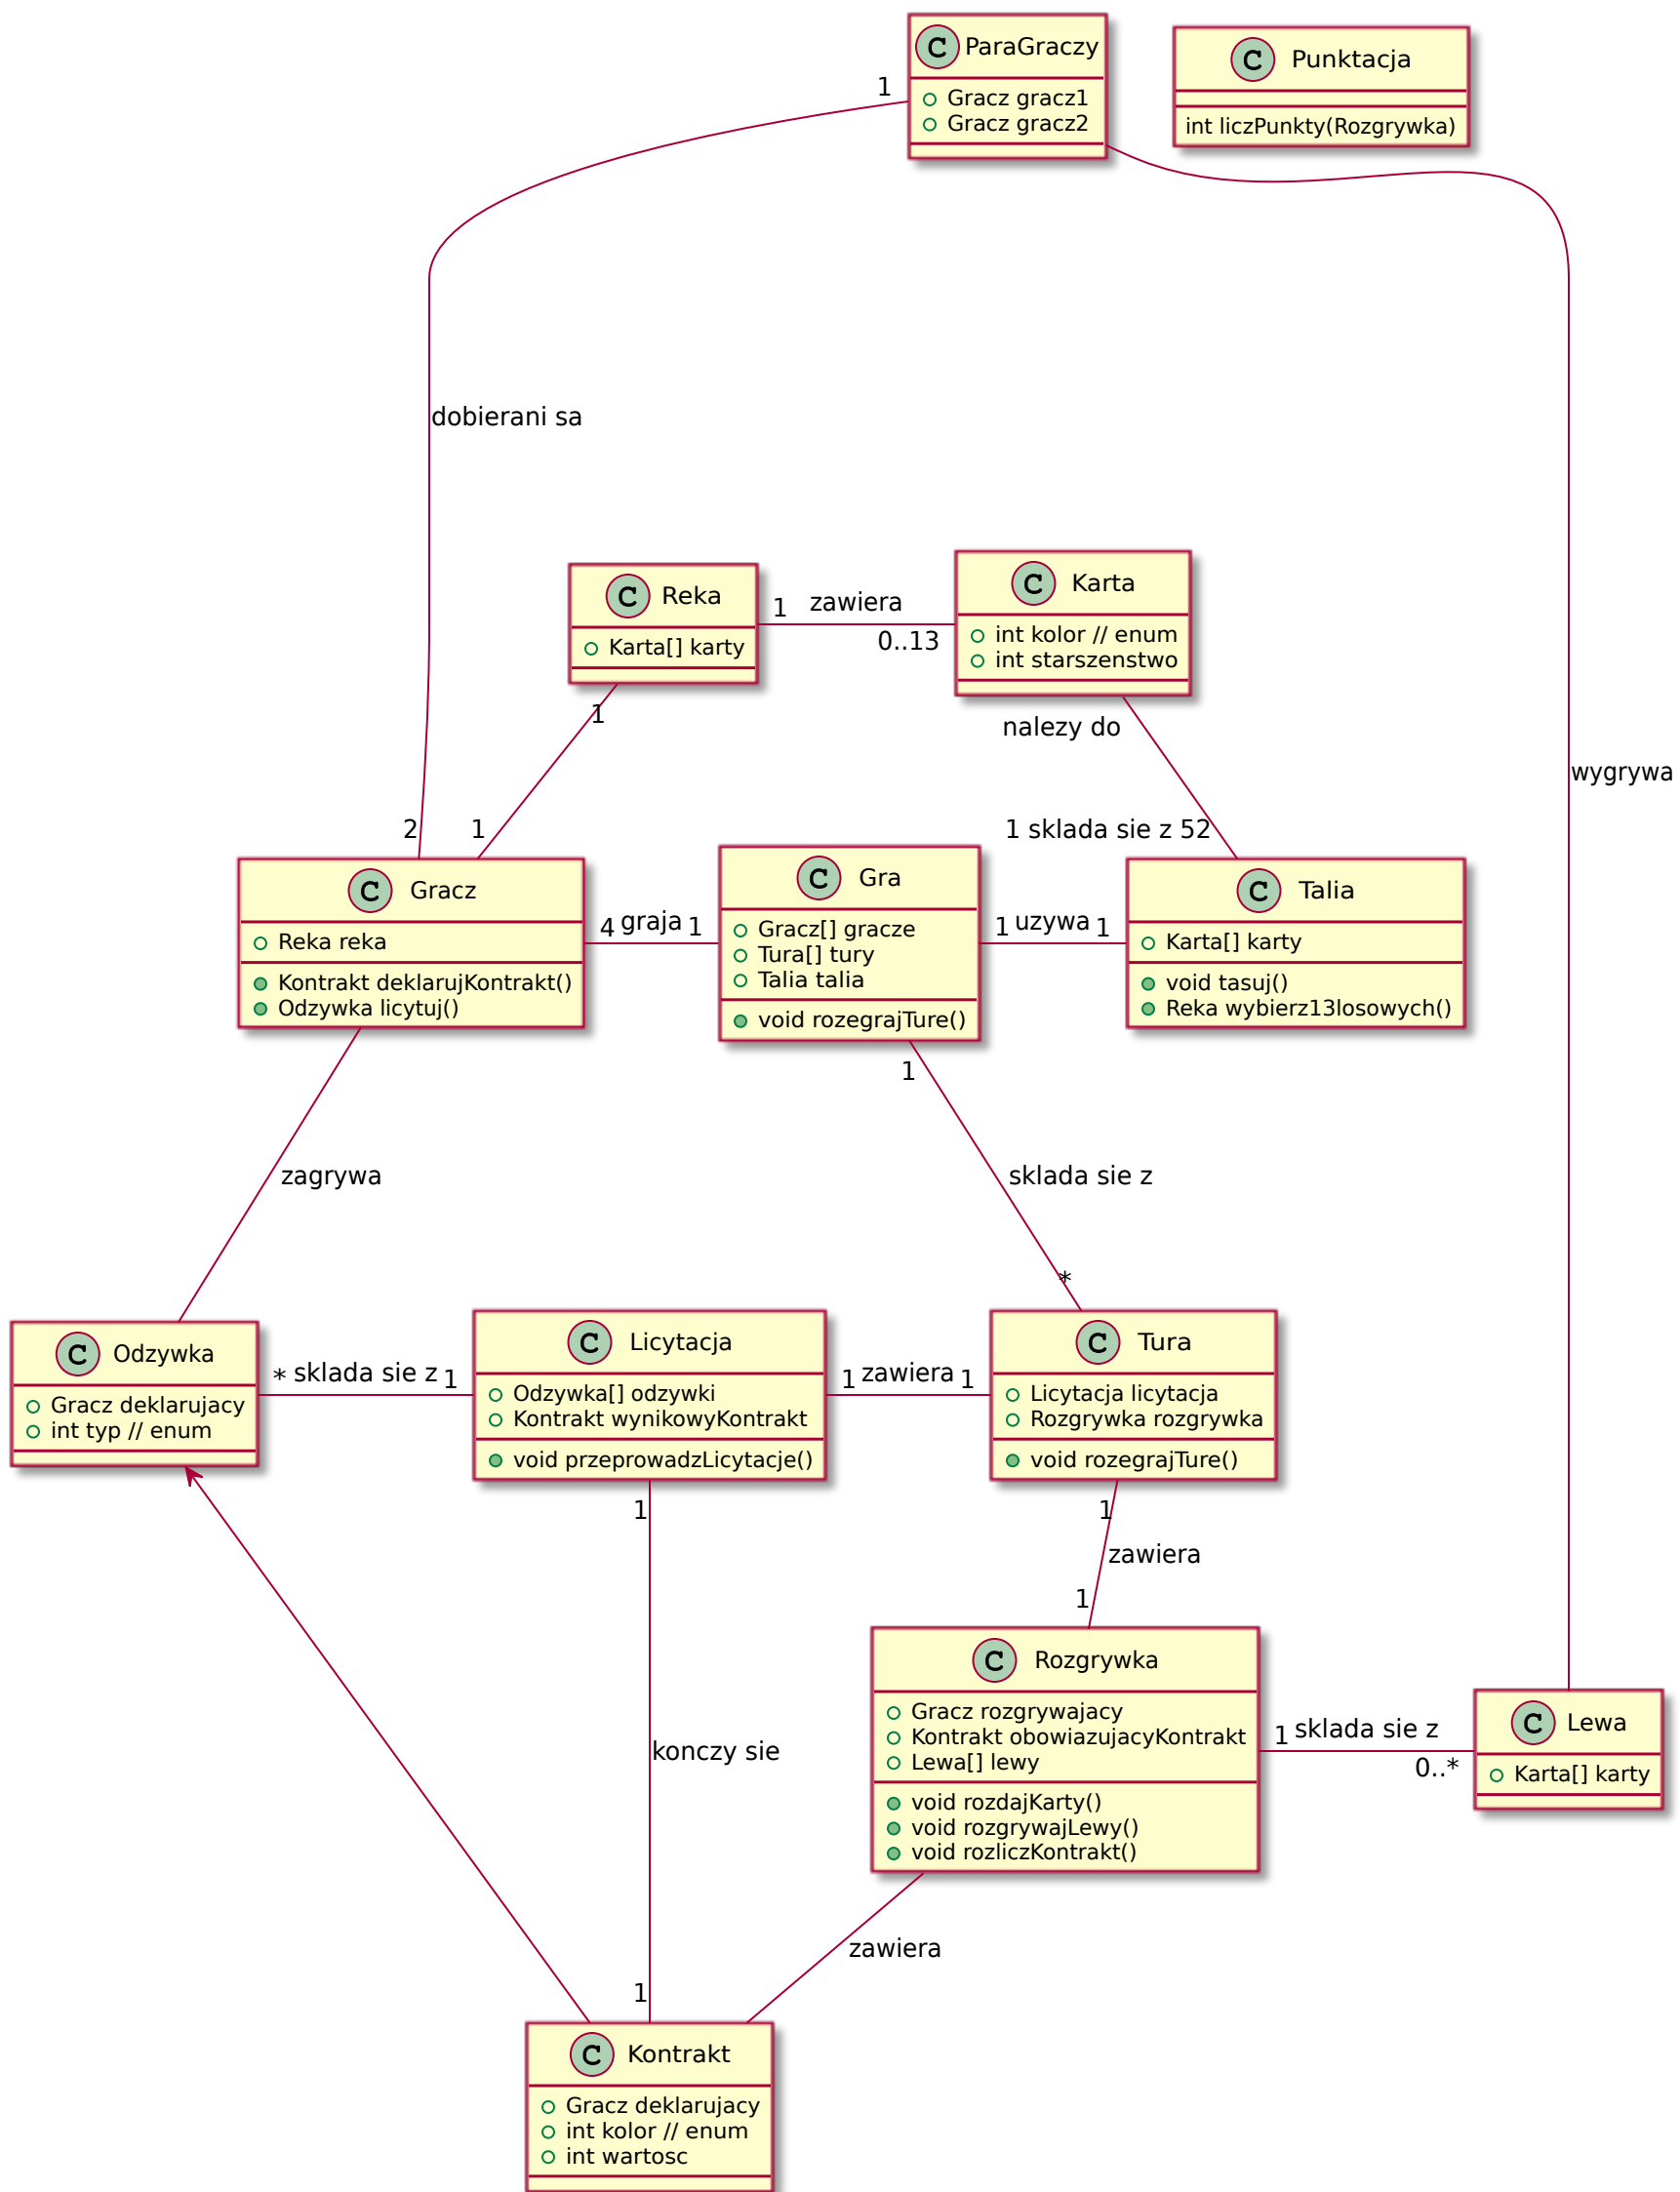 C ParaGraczy
Gracz gracz1
Gracz gracz2
C Punktacja
int liczPunkty(Rozgrywka)
1
dobierani sa
2
wygrywa
C Reka
Karta[] karty
1 zawiera
0..13
C Karta
int kolor // enum
int starszenstwo
1
1
nalezy do
1 sklada sie z 52
C Gracz
Reka reka
Kontrakt deklarujKontrakt()
Odzywka licytuj()
4 graja 1
C Gra
Gracz[] gracze
Tura[] tury
Talia talia
void rozegrajTure()
1 uzywa 1
C Talia
Karta[] karty
void tasuj()
Reka wybierz13losowych()
zagrywa
1
sklada sie z
*
C Odzywka
Gracz deklarujacy
int typ // enum
* sklada sie z 1
C Licytacja
Odzywka[] odzywki
Kontrakt wynikowyKontrakt
void przeprowadzLicytacje()
1 zawiera 1
C Tura
Licytacja licytacja
Rozgrywka rozgrywka
void rozegrajTure()
1
zawiera
1
1
konczy sie
1
C Rozgrywka
Gracz rozgrywajacy
Kontrakt obowiazujacyKontrakt
Lewa[] lewy
void rozdajKarty()
void rozgrywajLewy()
void rozliczKontrakt()
1 sklada sie z
0..*
C Lewa
Karta[] karty
zawiera
C Kontrakt
Gracz deklarujacy
int kolor // enum
int wartosc